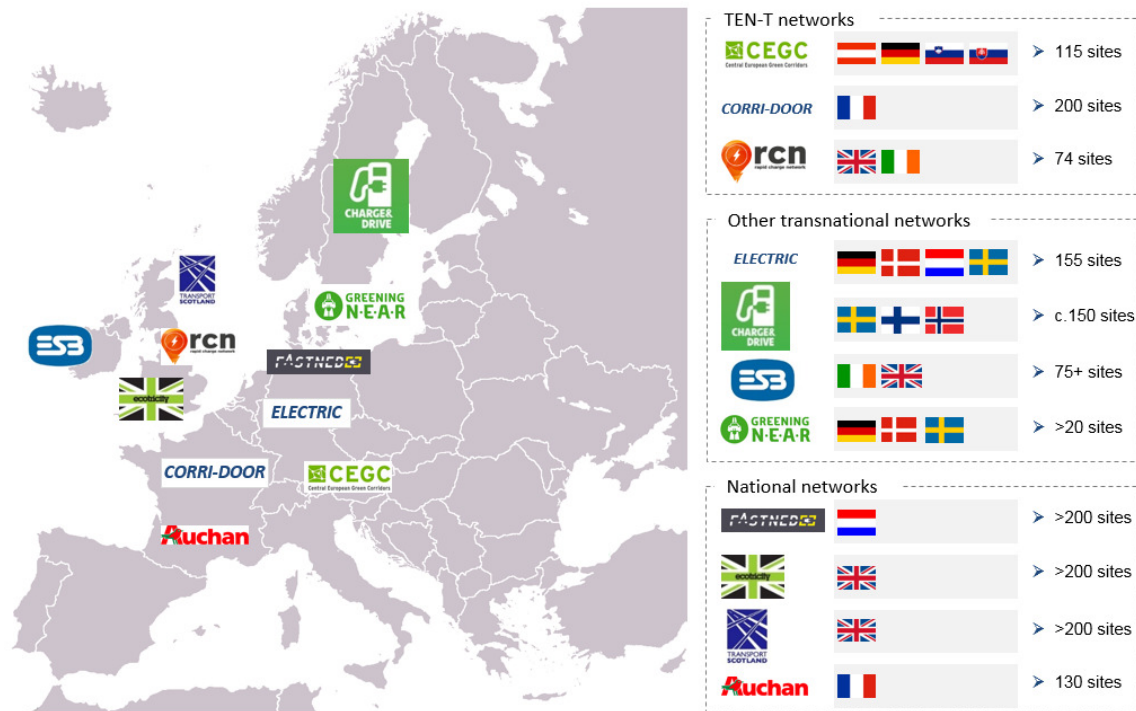 CHARGE&
DRIVE
TRANSPORT
SCOTLAND
GREENING
N·E·A·R
ESB
rcn
rapid charge network
FASTNED
ecotricity
ELECTRIC
CORRI-DOOR
CEGC
Central European Green Corridors
Auchan
TEN-T networks
CEGC
Central European Green Corridors
115 sites
CORRI-DOOR
200 sites
rcn
rapid charge network
74 sites
Other transnational networks
ELECTRIC
155 sites
CHARGE&
DRIVE
c.150 sites
ESB
75+ sites
GREENING
N·E·A·R
>20 sites
National networks
FASTNED
>200 sites
ecotricity
>200 sites
TRANSPORT
SCOTLAND
>200 sites
Auchan
130 sites